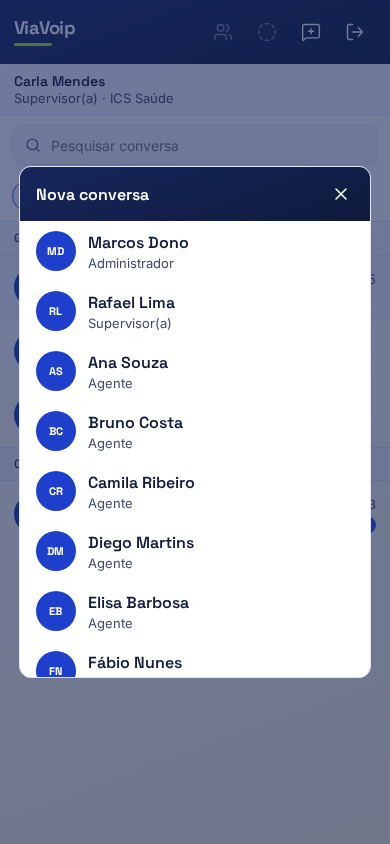 ViaVoip
Carla Mendes
Supervisor(a) · ICS Saúde
Pesquisar conversa
Nova conversa
MD
Marcos Dono
Administrador
RL
Rafael Lima
Supervisor(a)
AS
Ana Souza
Agente
BC
Bruno Costa
Agente
CR
Camila Ribeiro
Agente
DM
Diego Martins
Agente
EB
Elisa Barbosa
Agente
FN
Fábio Nunes